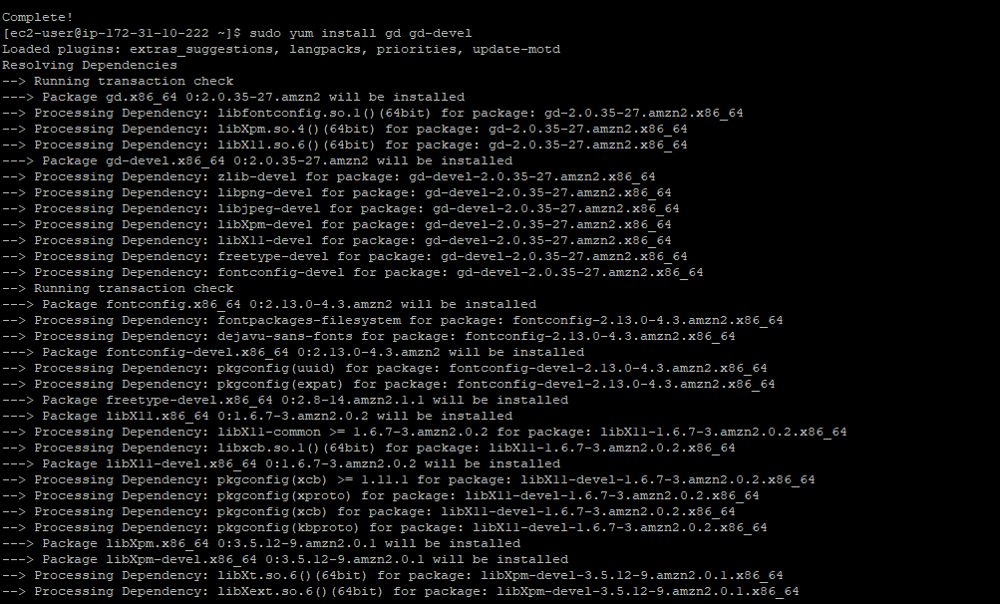 Complete!
[ec2-user@ip-172-31-10-222 ~]$ sudo yum install gd gd-devel
Loaded plugins: extras_suggestions, langpacks, priorities, update-motd
Resolving Dependencies
--> Running transaction check
---> Package gd.x86_64 0:2.0.35-27.amzn2 will be installed
--> Processing Dependency: libfontconfig.so.1()(64bit) for package: gd-2.0.35-27.amzn2.x86_64
--> Processing Dependency: libXpm.so.4()(64bit) for package: gd-2.0.35-27.amzn2.x86_64
--> Processing Dependency: libX11.so.6()(64bit) for package: gd-2.0.35-27.amzn2.x86_64
---> Package gd-devel.x86_64 0:2.0.35-27.amzn2 will be installed
--> Processing Dependency: zlib-devel for package: gd-devel-2.0.35-27.amzn2.x86_64
--> Processing Dependency: libpng-devel for package: gd-devel-2.0.35-27.amzn2.x86_64
--> Processing Dependency: libjpeg-devel for package: gd-devel-2.0.35-27.amzn2.x86_64
--> Processing Dependency: libXpm-devel for package: gd-devel-2.0.35-27.amzn2.x86_64
--> Processing Dependency: libX11-devel for package: gd-devel-2.0.35-27.amzn2.x86_64
--> Processing Dependency: freetype-devel for package: gd-devel-2.0.35-27.amzn2.x86_64
--> Processing Dependency: fontconfig-devel for package: gd-devel-2.0.35-27.amzn2.x86_64
--> Running transaction check
---> Package fontconfig.x86_64 0:2.13.0-4.3.amzn2 will be installed
--> Processing Dependency: fontpackages-filesystem for package: fontconfig-2.13.0-4.3.amzn2.x86_64
--> Processing Dependency: dejavu-sans-fonts for package: fontconfig-2.13.0-4.3.amzn2.x86_64
---> Package fontconfig-devel.x86_64 0:2.13.0-4.3.amzn2 will be installed
--> Processing Dependency: pkgconfig(uuid) for package: fontconfig-devel-2.13.0-4.3.amzn2.x86_64
--> Processing Dependency: pkgconfig(expat) for package: fontconfig-devel-2.13.0-4.3.amzn2.x86_64
---> Package freetype-devel.x86_64 0:2.8-14.amzn2.1.1 will be installed
---> Package libX11.x86_64 0:1.6.7-3.amzn2.0.2 will be installed
--> Processing Dependency: libX11-common >= 1.6.7-3.amzn2.0.2 for package: libX11-1.6.7-3.amzn2.0.2.x86_64
--> Processing Dependency: libxcb.so.1()(64bit) for package: libX11-1.6.7-3.amzn2.0.2.x86_64
---> Package libX11-devel.x86_64 0:1.6.7-3.amzn2.0.2 will be installed
--> Processing Dependency: pkgconfig(xcb) >= 1.11.1 for package: libX11-devel-1.6.7-3.amzn2.0.2.x86_64
--> Processing Dependency: pkgconfig(xproto) for package: libX11-devel-1.6.7-3.amzn2.0.2.x86_64
--> Processing Dependency: pkgconfig(xcb) for package: libX11-devel-1.6.7-3.amzn2.0.2.x86_64
--> Processing Dependency: pkgconfig(kbproto) for package: libX11-devel-1.6.7-3.amzn2.0.2.x86_64
---> Package libXpm.x86_64 0:3.5.12-9.amzn2.0.1 will be installed
---> Package libXpm-devel.x86_64 0:3.5.12-9.amzn2.0.1 will be installed
--> Processing Dependency: libXt.so.6()(64bit) for package: libXpm-devel-3.5.12-9.amzn2.0.1.x86_64
--> Processing Dependency: libXext.so.6()(64bit) for package: libXpm-devel-3.5.12-9.amzn2.0.1.x86_64